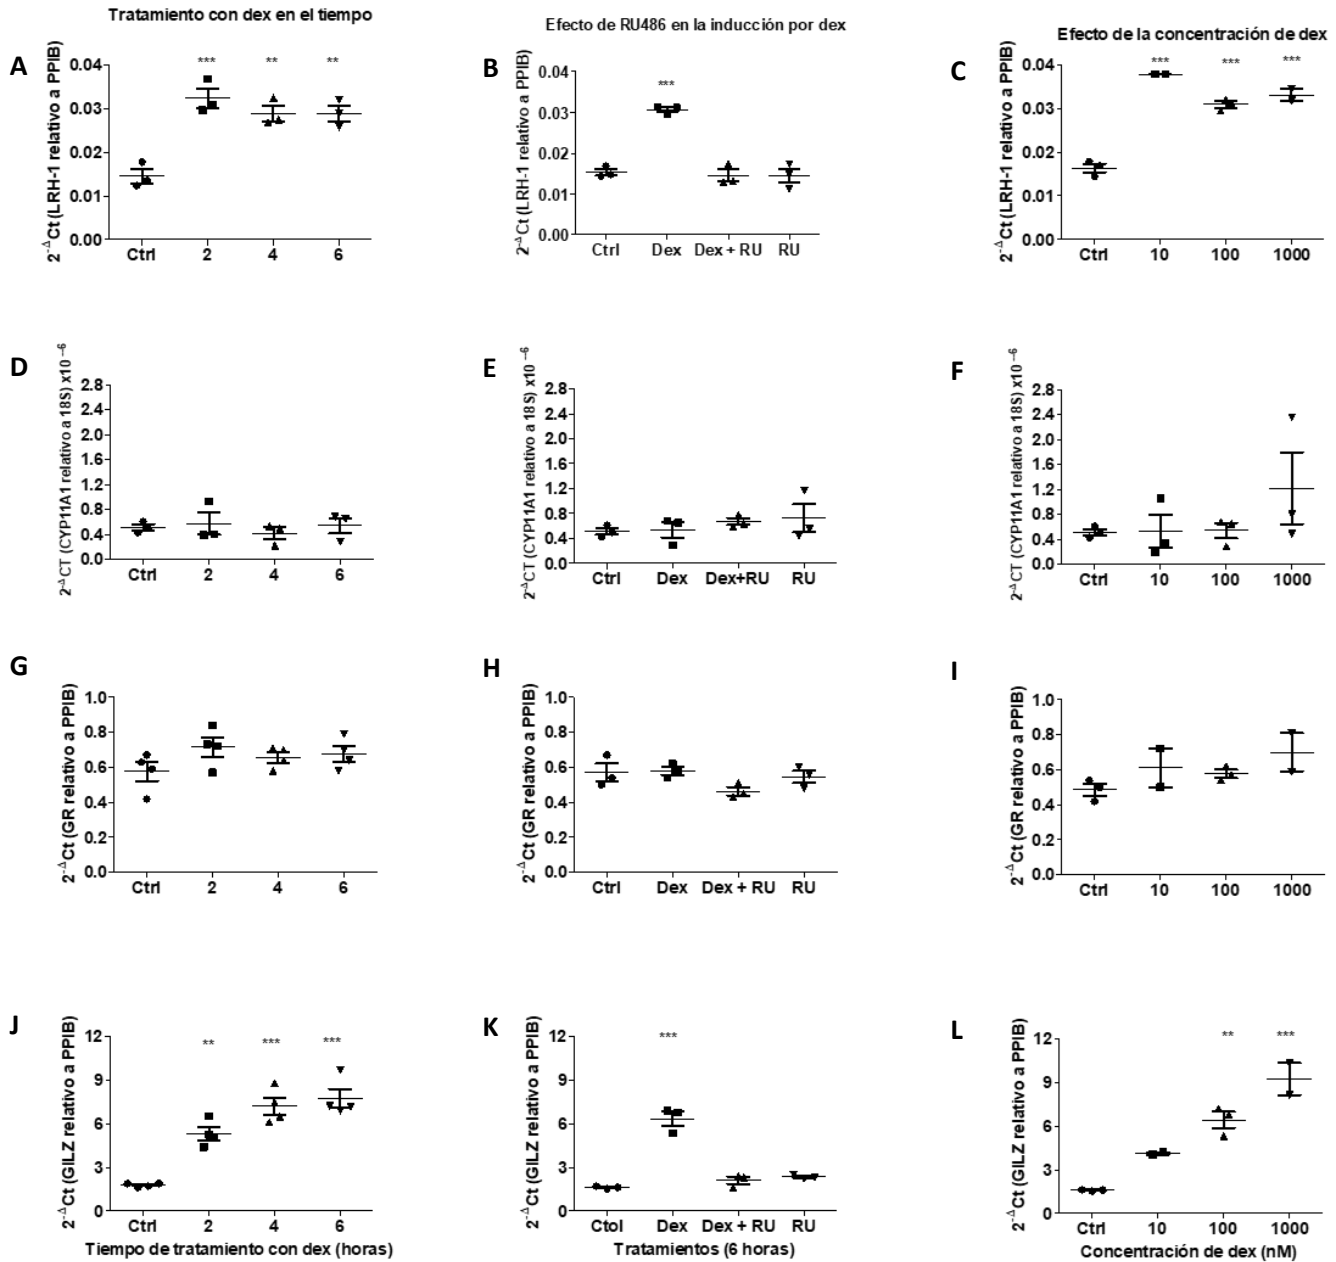 Tratamiento con dex en el tiempo
Efecto de RU486 en la inducción por dex
Efecto de la concentración de dex
A
2^-ΔCt (LRH-1 relativo a PPIB)
0.04
0.03
0.02
0.01
0.00
*** ** **
Ctrl 2 4 6
B
2^-ΔCt (LRH-1 relativo a PPIB)
0.04
0.03
0.02
0.01
0.00
***
Ctrl Dex Dex + RU RU
C
2^-ΔCt (LRH-1 relativo a PPIB)
0.04
0.03
0.02
0.01
0.00
*** *** ***
Ctrl 10 100 1000
D
2^-ΔCT (CYP11A1 relativo a 18S) x10^-6
2.8
2.4
2.0
1.6
1.2
0.8
0.4
0.0
Ctrl 2 4 6
E
2^-ΔCT (CYP11A1 relativo a 18S) x10^-6
2.8
2.4
2.0
1.6
1.2
0.8
0.4
0.0
Ctrl Dex Dex+RU RU
F
2^-ΔCT (CYP11A1 relativo a 18S) x10^-6
2.8
2.4
2.0
1.6
1.2
0.8
0.4
0.0
Ctrl 10 100 1000
G
2^-ΔCt (GR relativo a PPIB)
1.0
0.8
0.6
0.4
0.2
0.0
Ctrl 2 4 6
H
2^-ΔCt (GR relativo a PPIB)
1.0
0.8
0.6
0.4
0.2
0.0
Ctrl Dex Dex + RU RU
I
2^-ΔCt (GR relativo a PPIB)
1.0
0.8
0.6
0.4
0.2
0.0
Ctrl 10 100 1000
J
2^-ΔCt (GILZ relativo a PPIB)
12
9
6
3
0
** *** ***
Ctrl 2 4 6
Tiempo de tratamiento con dex (horas)
K
2^-ΔCt (GILZ relativo a PPIB)
12
9
6
3
0
***
Ctol Dex Dex + RU RU
Tratamientos (6 horas)
L
2^-ΔCt (GILZ relativo a PPIB)
12
9
6
3
0
** ***
Ctrl 10 100 1000
Concentración de dex (nM)